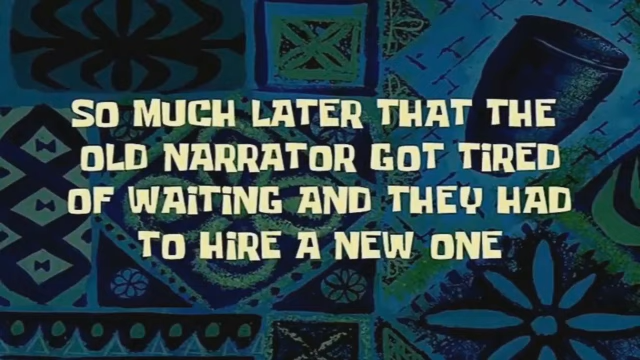 SO MUCH LATER THAT THE
OLD NARRATOR GOT TIRED
OF WAITING AND THEY HAD
TO HIRE A NEW ONE